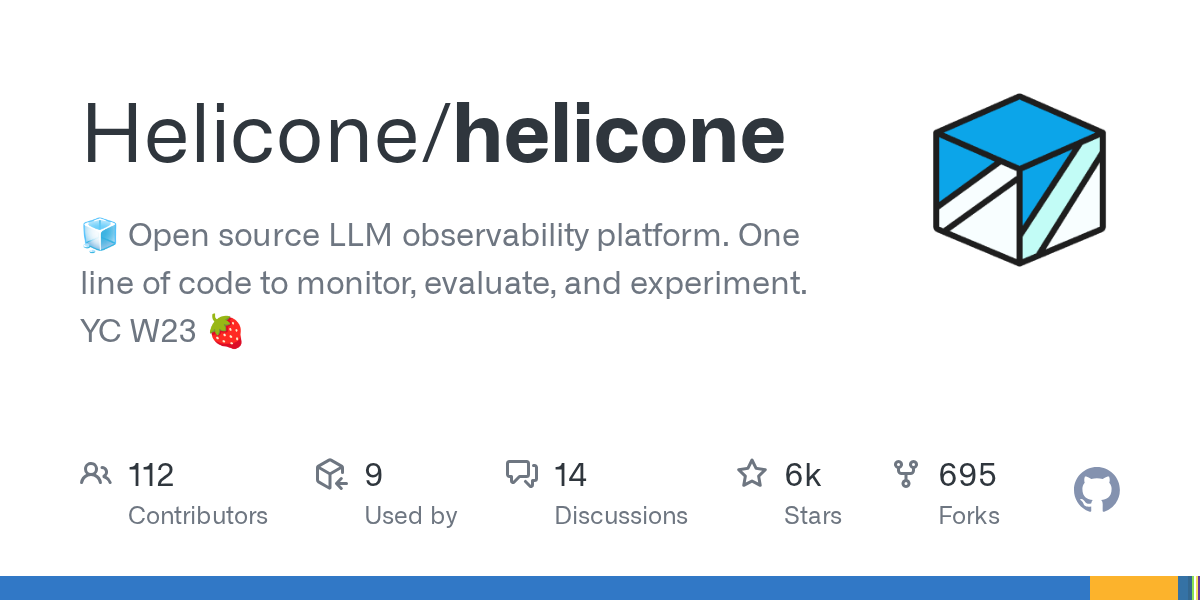 Helicone/helicone
🧊 Open source LLM observability platform. One
line of code to monitor, evaluate, and experiment.
YC W23 🍓
112 9 14 6k 695
Contributors Used by Discussions Stars Forks